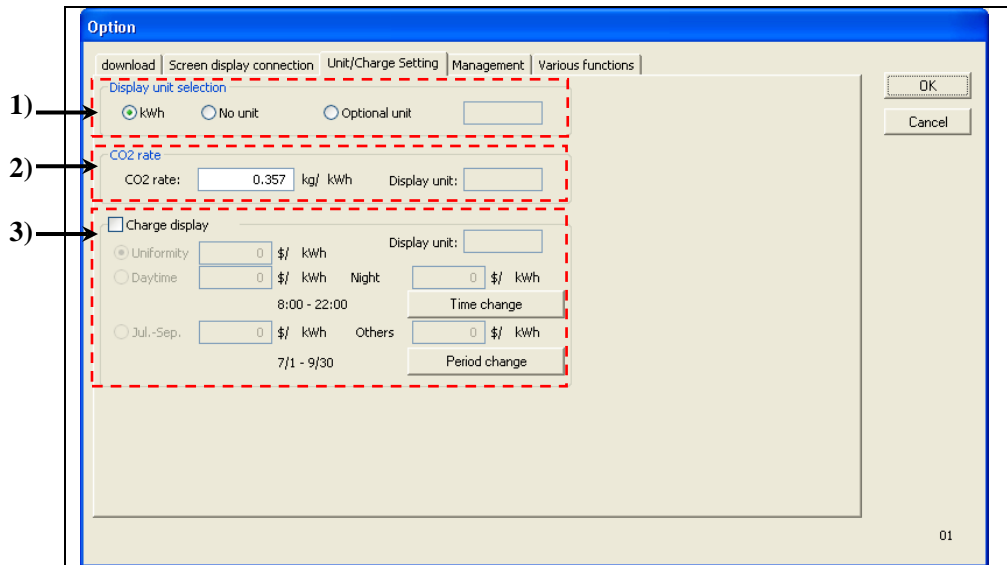 Option
download Screen display connection Unit/Charge Setting Management Various functions
OK
Cancel
1)
Display unit selection
kWh No unit Optional unit
2)
CO2 rate
CO2 rate: 0.357 kg/ kWh Display unit:
3)
Charge display
Display unit:
Uniformity 0 $/ kWh
Daytime 0 $/ kWh Night 0 $/ kWh
8:00 - 22:00 Time change
Jul.-Sep. 0 $/ kWh Others 0 $/ kWh
7/1 - 9/30 Period change
01